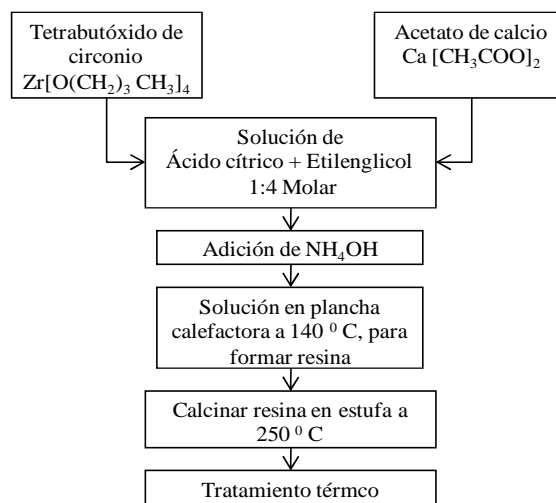 Tetrabutóxido de
circonio
Zr[O(CH₂)₃ CH₃]₄
Acetato de calcio
Ca [CH₃COO]₂
Solución de
Ácido cítrico + Etilenglicol
1:4 Molar
Adición de NH₄OH
Solución en plancha
calefactora a 140 ⁰ C, para
formar resina
Calcinar resina en estufa a
250 ⁰ C
Tratamiento térmco